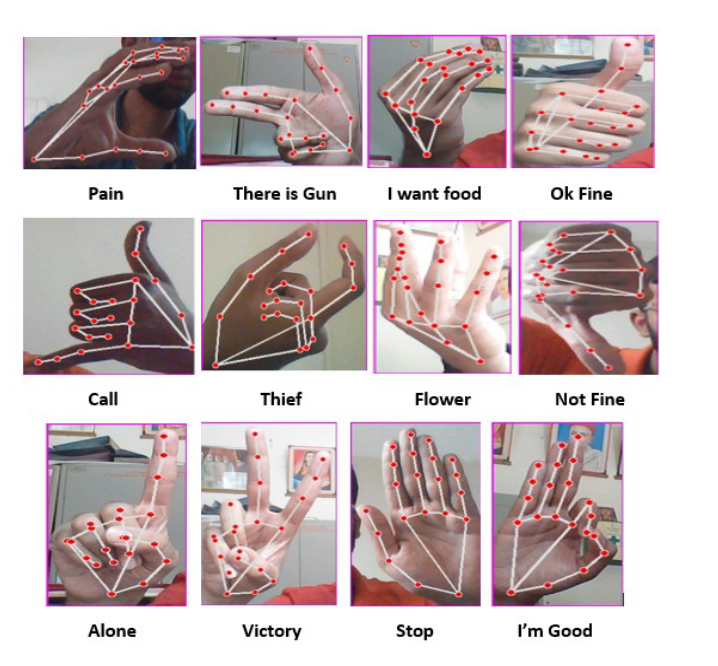 Pain There is Gun I want food Ok Fine
Call Thief Flower Not Fine
Alone Victory Stop I'm Good